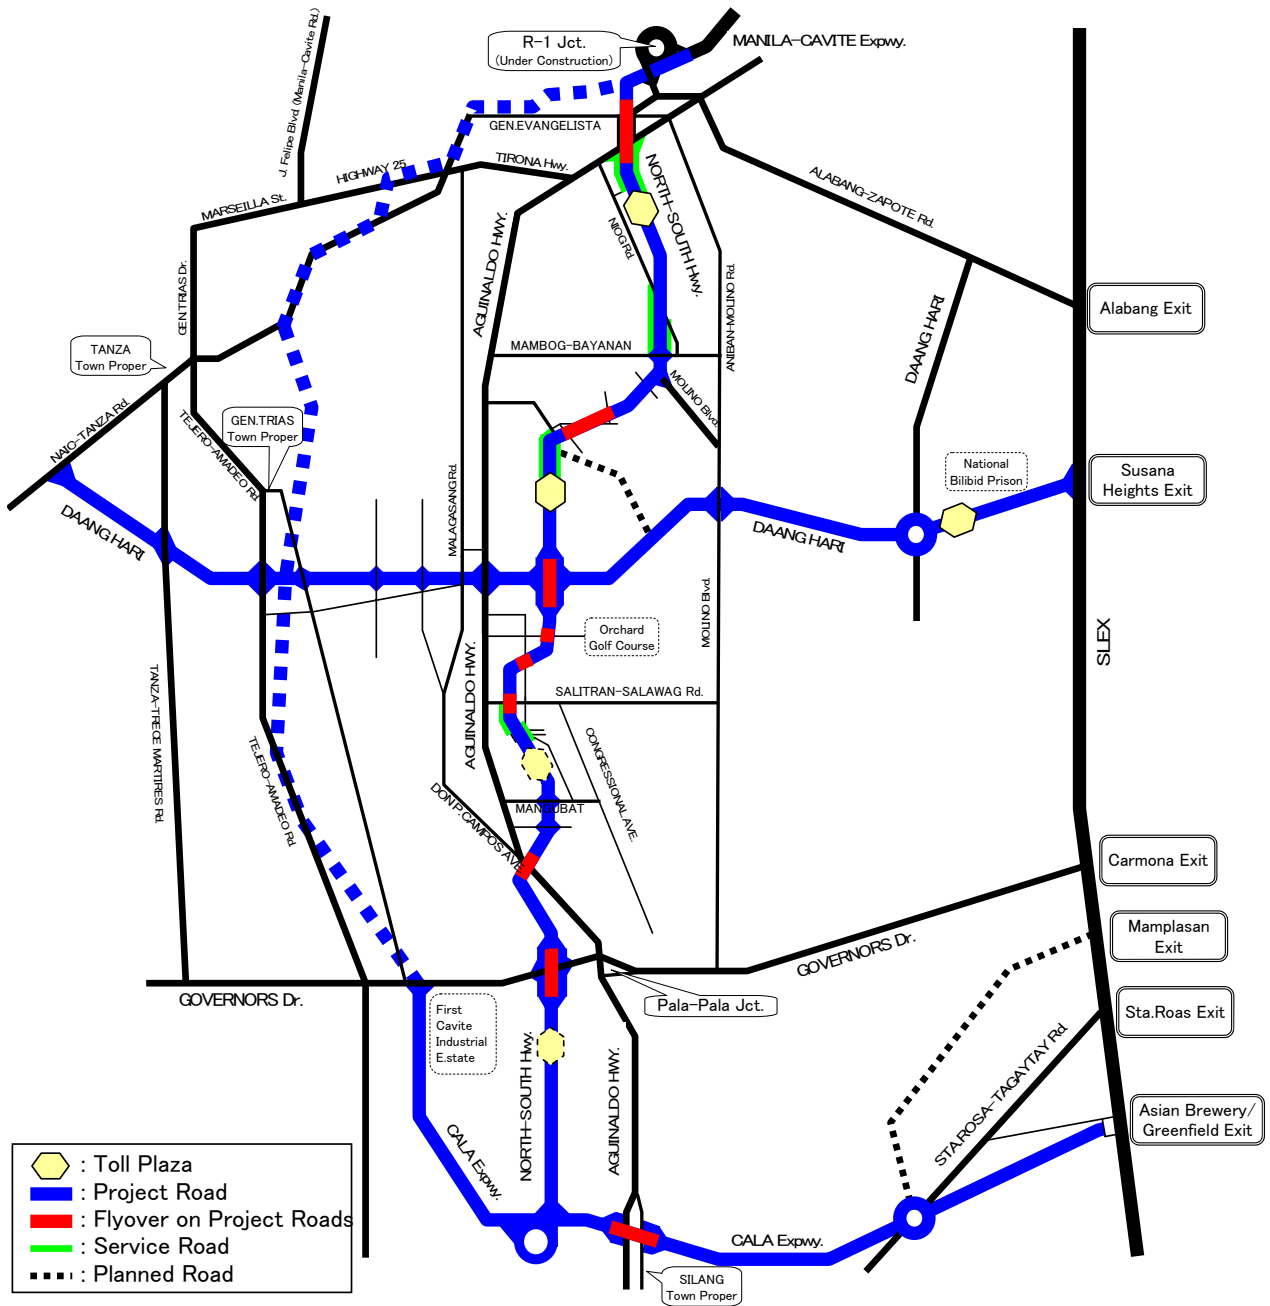 R-1 Jct.
(Under Construction)
MANILA-CAVITE Expwy.
J. Felipe Blvd. (Manila-Cavite Rd.)
GEN.EVANGELISTA
HIGHWAY 25
TIRONA Hwy.
MARSEILLA St.
NORTH-SOUTH Hwy.
ALABANG-ZAPOTE Rd.
NIOG Rd.
AGUINALDO HWY.
GEN.TRIAS Dr.
ANIBAN-MOLINO Rd.
DAANG HARI
Alabang Exit
MAMBOG-BAYANAN
TANZA
Town Proper
MOLINO Blvd.
NAIC-TANZA Rd.
TEJERO-AMADEO Rd.
GEN.TRIAS
Town Proper
National
Bilibid Prison
Susana
Heights Exit
MALAGASANG Rd.
DAANG HARI
DAANG HARI
MOLINO Blvd.
Orchard
Golf Course
SLEX
TANZA-TRECE MARTIRES Rd.
AGUINALDO HWY.
SALITRAN-SALAWAG Rd.
CONGRESSIONAL AVE.
TEJERO-AMADEO Rd.
DON P. CAMPOS AVE.
MANGUBAT
Carmona Exit
Mamplasan
Exit
GOVERNORS Dr.
GOVERNORS Dr.
Pala-Pala Jct.
Sta.Roas Exit
First
Cavite
Industrial
E.state
NORTH-SOUTH Hwy.
AGUINALDO HWY.
STA.ROSA-TAGAYTAY Rd.
Asian Brewery/
Greenfield Exit
CALA Expwy.
CALA Expwy.
SILANG
Town Proper
: Toll Plaza
: Project Road
: Flyover on Project Roads
: Service Road
: Planned Road